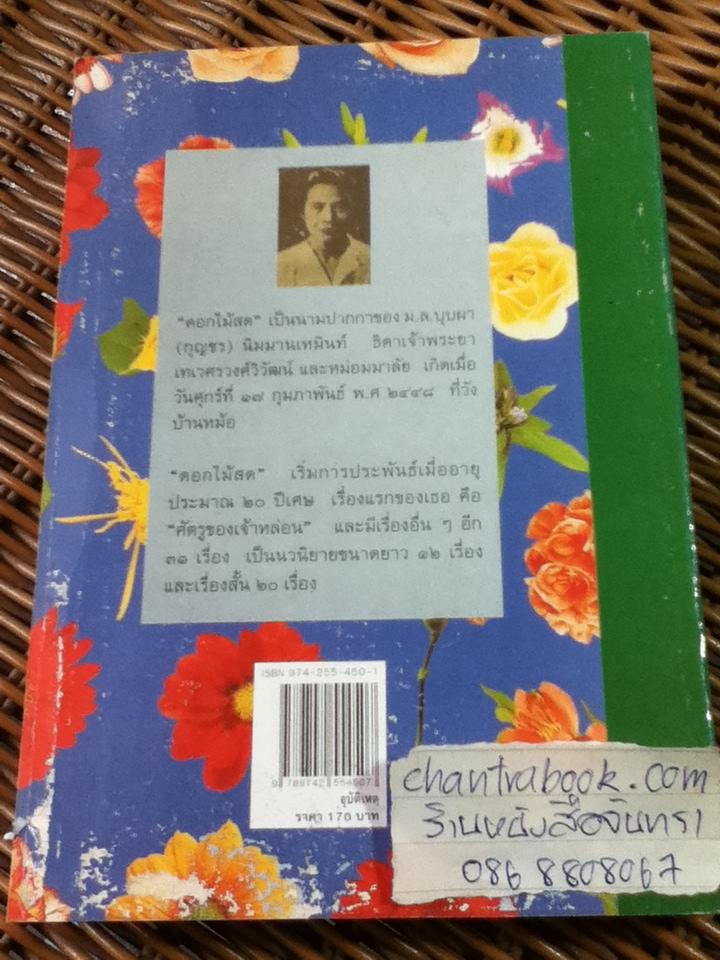 "ดอกไม้สด" เป็นนามปากกาของ ม.ล.บุบผา
(กุญชร) นิมมานเหมินท์ ธิดาเจ้าพระยา
เทเวศรวงศ์วิวัฒน์ และหม่อมมาลัย เกิดเมื่อ
วันศุกร์ที่ ๑๗ กุมภาพันธ์ พ.ศ ๒๔๔๘ ที่วัง
บ้านหม้อ
"ดอกไม้สด" เริ่มการประพันธ์เมื่ออายุ
ประมาณ ๒๐ ปีเศษ เรื่องแรกของเธอ คือ
"ศัตรูของเจ้าหล่อน" และมีเรื่องอื่น ๆ อีก
๓๑ เรื่อง เป็นนวนิยายขนาดยาว ๑๒ เรื่อง
และเรื่องสั้น ๒๐ เรื่อง
ISBN 974-255-450-1
9 789742 554507
อุบัติเหตุ
ราคา 170 บาท
chantrabook.com
ร้านหนังสือจันทรา
086 8808067